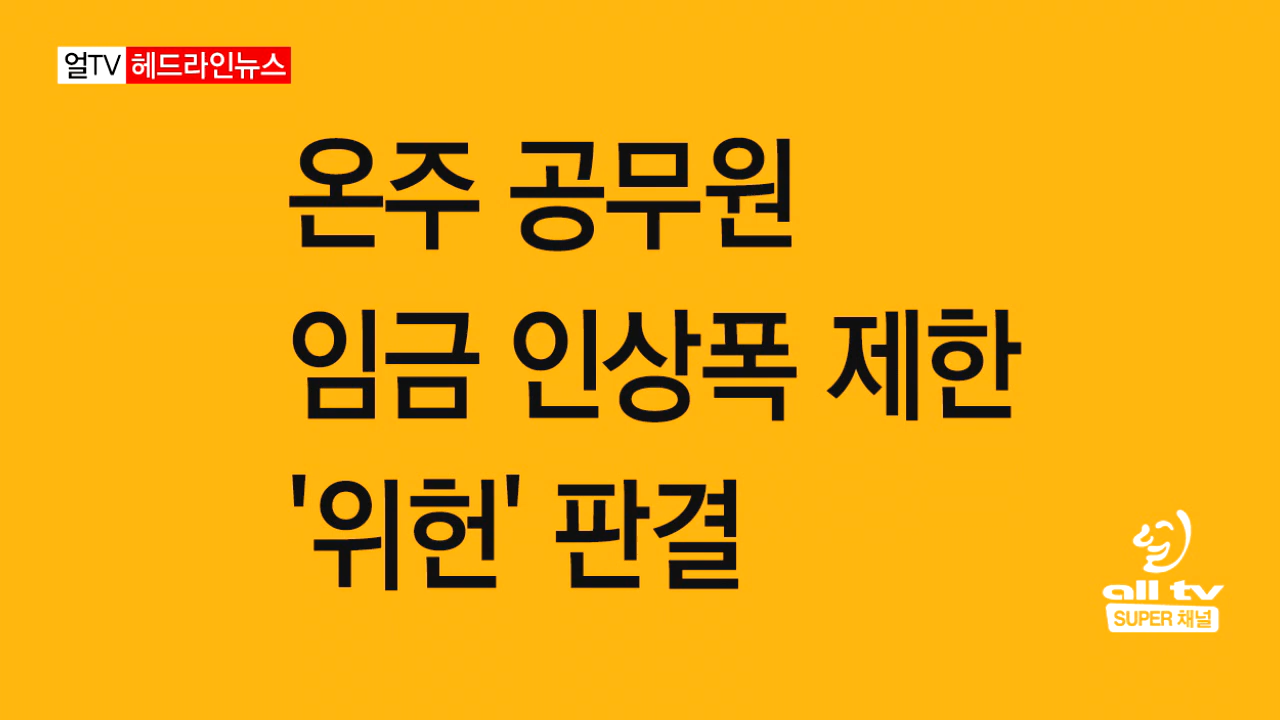 얼TV 헤드라인뉴스
온주 공무원
임금 인상폭 제한
'위헌' 판결
얼
all tv
SUPER 채널